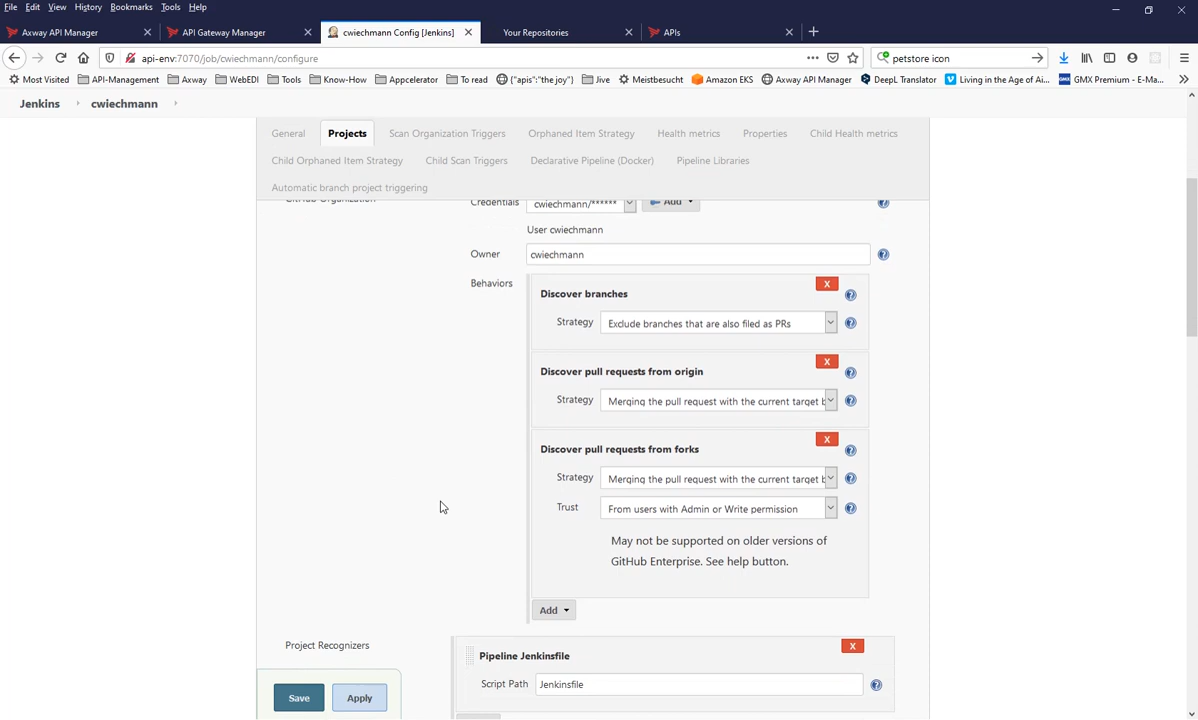 File Edit View History Bookmarks Tools Help
Axway API Manager API Gateway Manager cwiechmann Config [Jenkins] Your Repositories APIs
api-env:7070/job/cwiechmann/configure petstore icon
Most Visited API-Management Axway WebEDI Tools Know-How Appcelerator To read {"apis":"the joy"} Jive Meistbesucht Amazon EKS Axway API Manager DeepL Translator Living in the Age of Ai... GMX Premium - E-Ma...
Jenkins cwiechmann
General Projects Scan Organization Triggers Orphaned Item Strategy Health metrics Properties Child Health metrics
Child Orphaned Item Strategy Child Scan Triggers Declarative Pipeline (Docker) Pipeline Libraries
Automatic branch project triggering
GitHub Organization Credentials cwiechmann/****** Add
User cwiechmann
Owner cwiechmann
Behaviors
X
Discover branches
Strategy Exclude branches that are also filed as PRs
X
Discover pull requests from origin
Strategy Merging the pull request with the current target b
X
Discover pull requests from forks
Strategy Merging the pull request with the current target b
Trust From users with Admin or Write permission
May not be supported on older versions of
GitHub Enterprise. See help button.
Add
Project Recognizers
X
Pipeline Jenkinsfile
Script Path Jenkinsfile
Save Apply